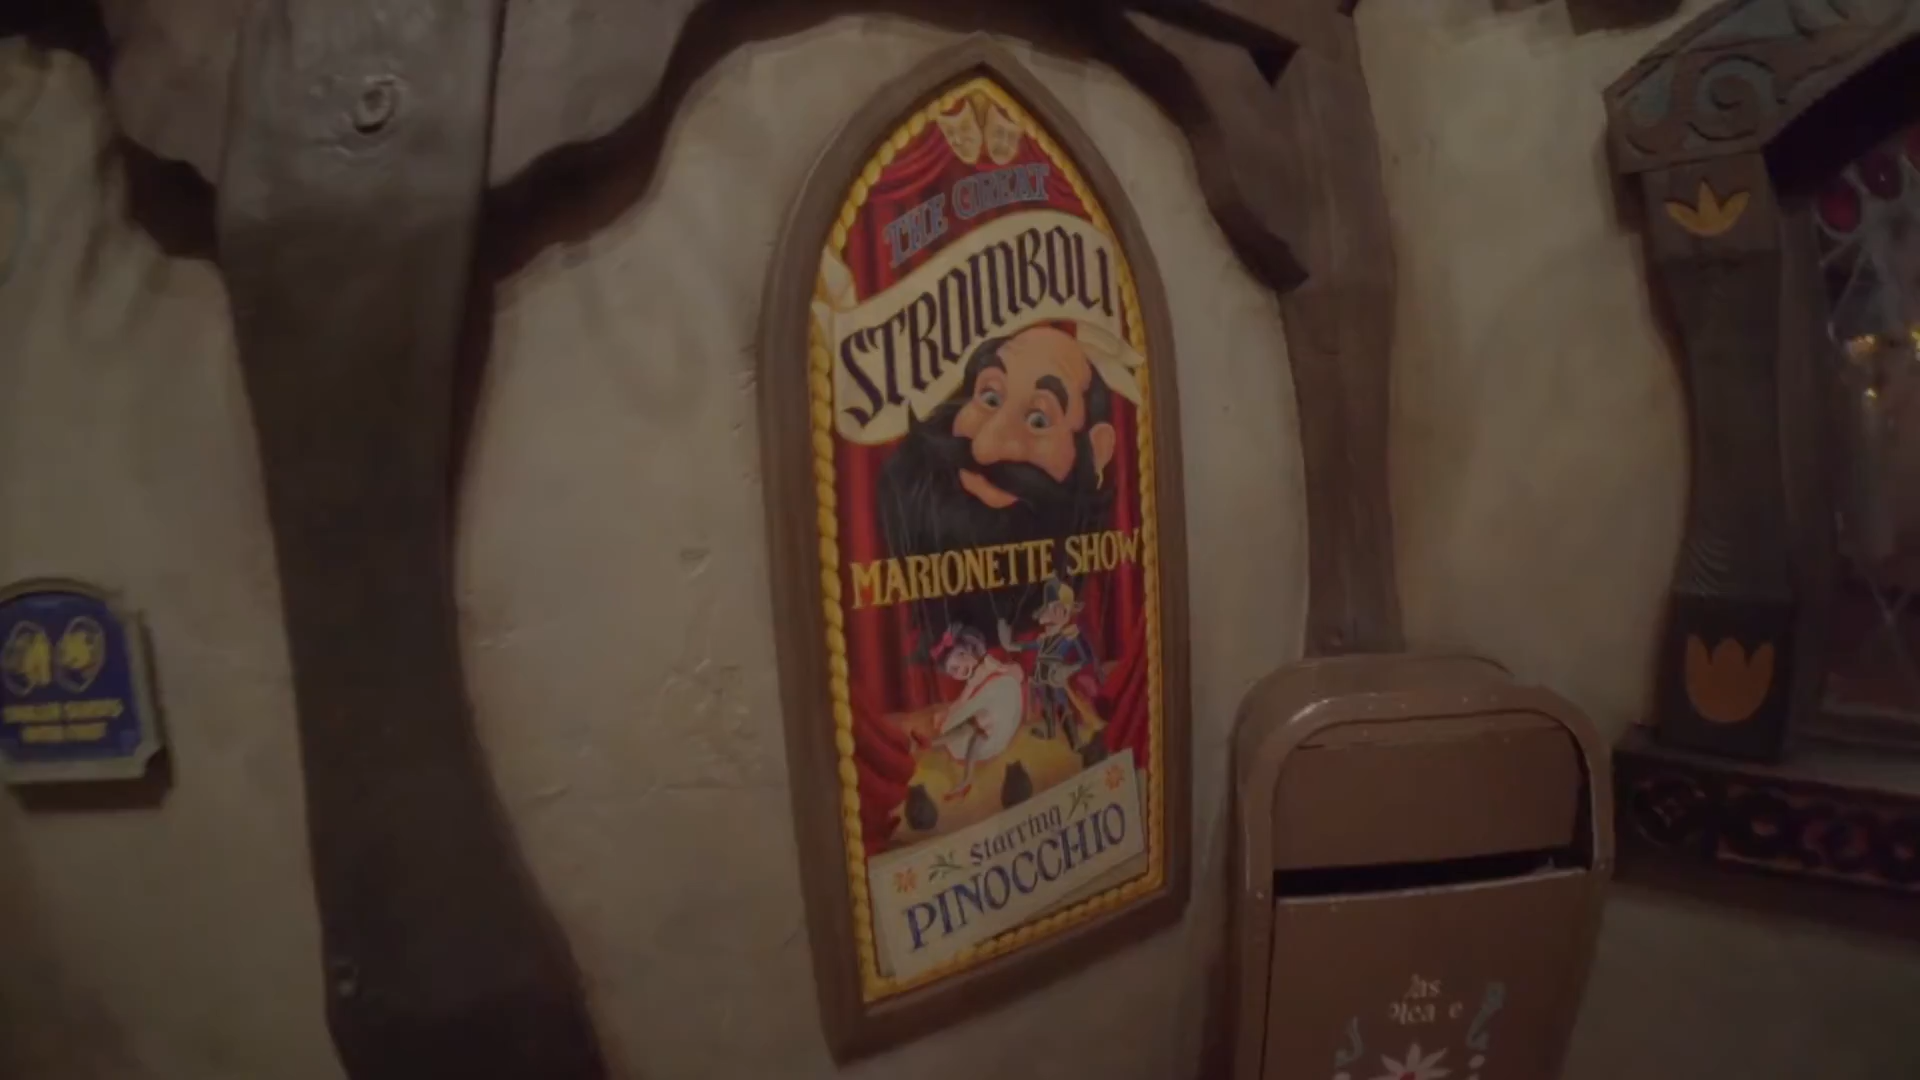 THE GREAT
STROMBOLI
MARIONETTE SHOW
starring
PINOCCHIO